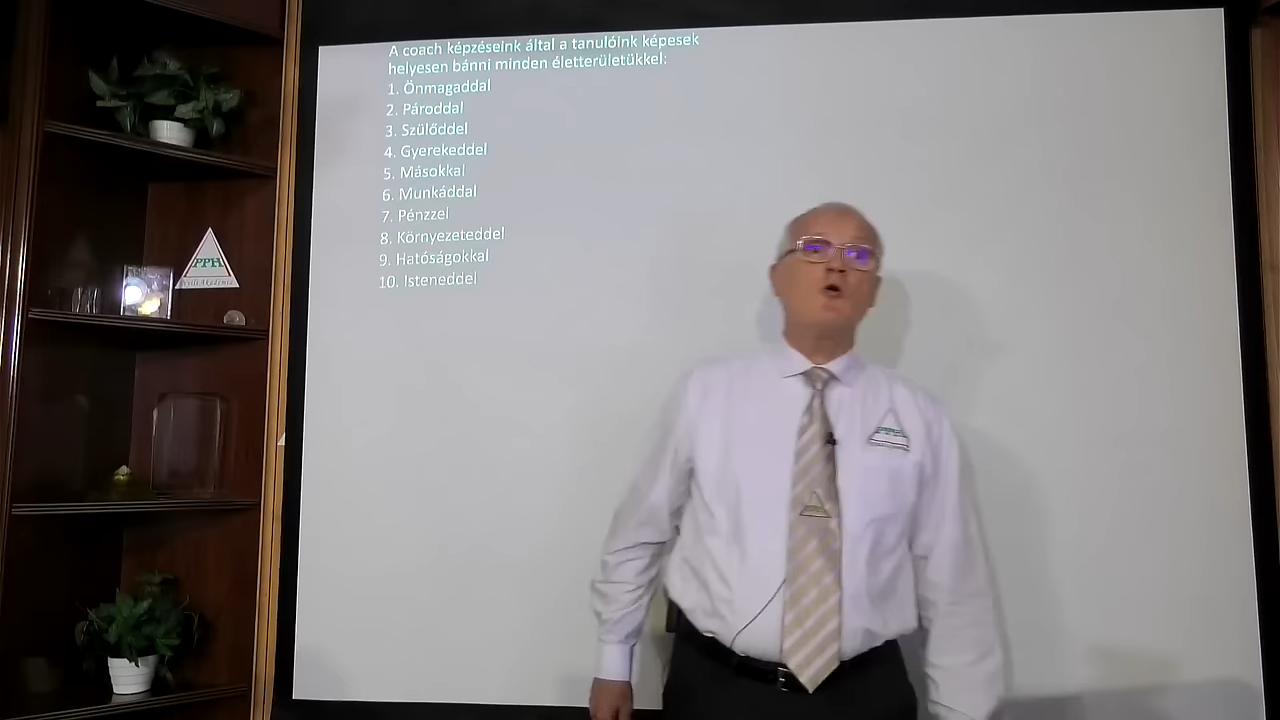 A coach képzéseink által a tanulóink képesek
helyesen bánni minden életterületükkel:
1. Önmagaddal
2. Pároddal
3. Szülőddel
4. Gyerekeddel
5. Másokkal
6. Munkáddal
7. Pénzzel
8. Környezeteddel
9. Hatóságokkal
10. Isteneddel
PPH